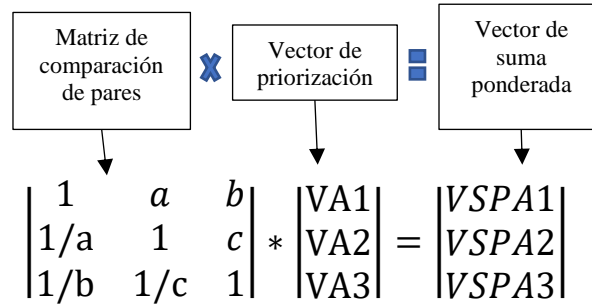 Matriz de
comparación
de pares
Vector de
priorización
Vector de
suma
ponderada
|1 a b| |VA1| |VSPA1|
|1/a 1 c| * |VA2| = |VSPA2|
|1/b 1/c 1| |VA3| |VSPA3|